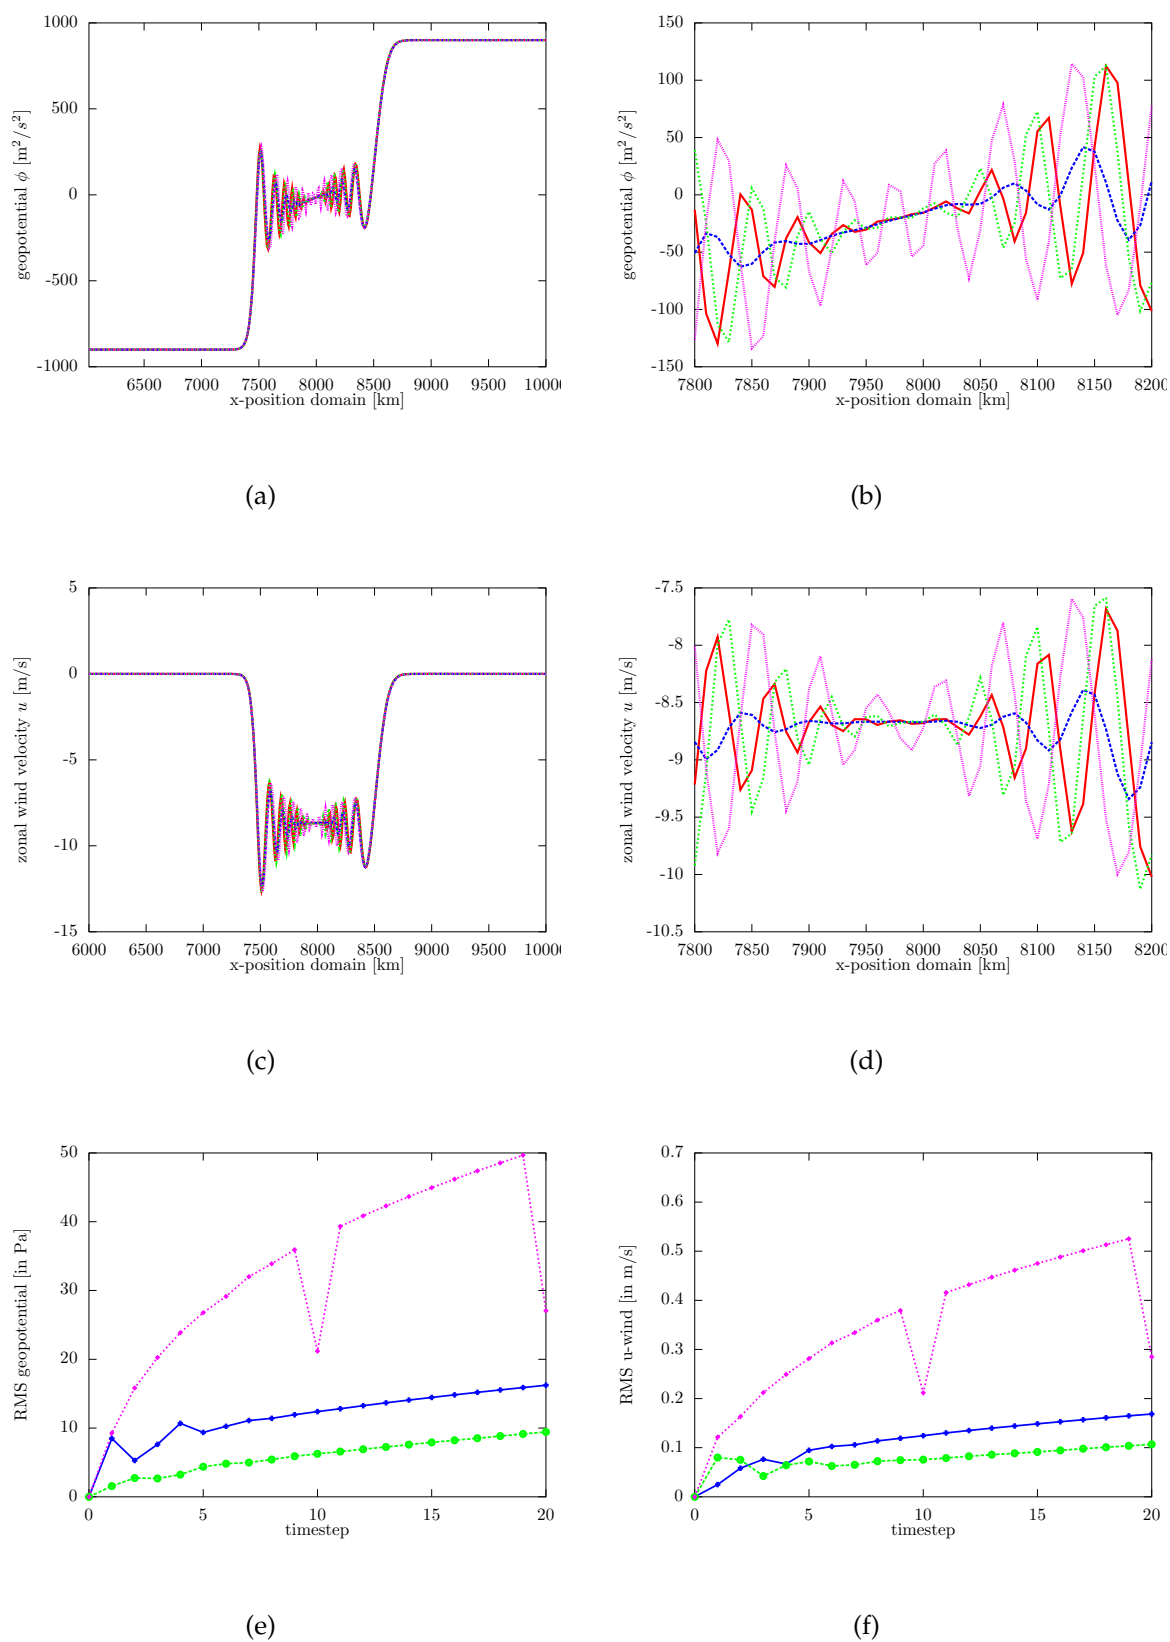 1000
500
0
-500
-1000
6500 7000 7500 8000 8500 9000 9500 1000
x-position domain [km]
geopotential ϕ [m²/s²]
(a)
150
100
50
0
-50
-100
-150
7800 7850 7900 7950 8000 8050 8100 8150 8200
x-position domain [km]
geopotential ϕ [m²/s²]
(b)
5
0
-5
-10
-15
6000 6500 7000 7500 8000 8500 9000 9500 1000
x-position domain [km]
zonal wind velocity u [m/s]
(c)
-7.5
-8
-8.5
-9
-9.5
-10
-10.5
7800 7850 7900 7950 8000 8050 8100 8150 8200
x-position domain [km]
zonal wind velocity u [m/s]
(d)
50
40
30
20
10
0
0 5 10 15 20
timestep
RMS geopotential [in Pa]
(e)
0.7
0.6
0.5
0.4
0.3
0.2
0.1
0
0 5 10 15 20
timestep
RMS u-wind [in m/s]
(f)